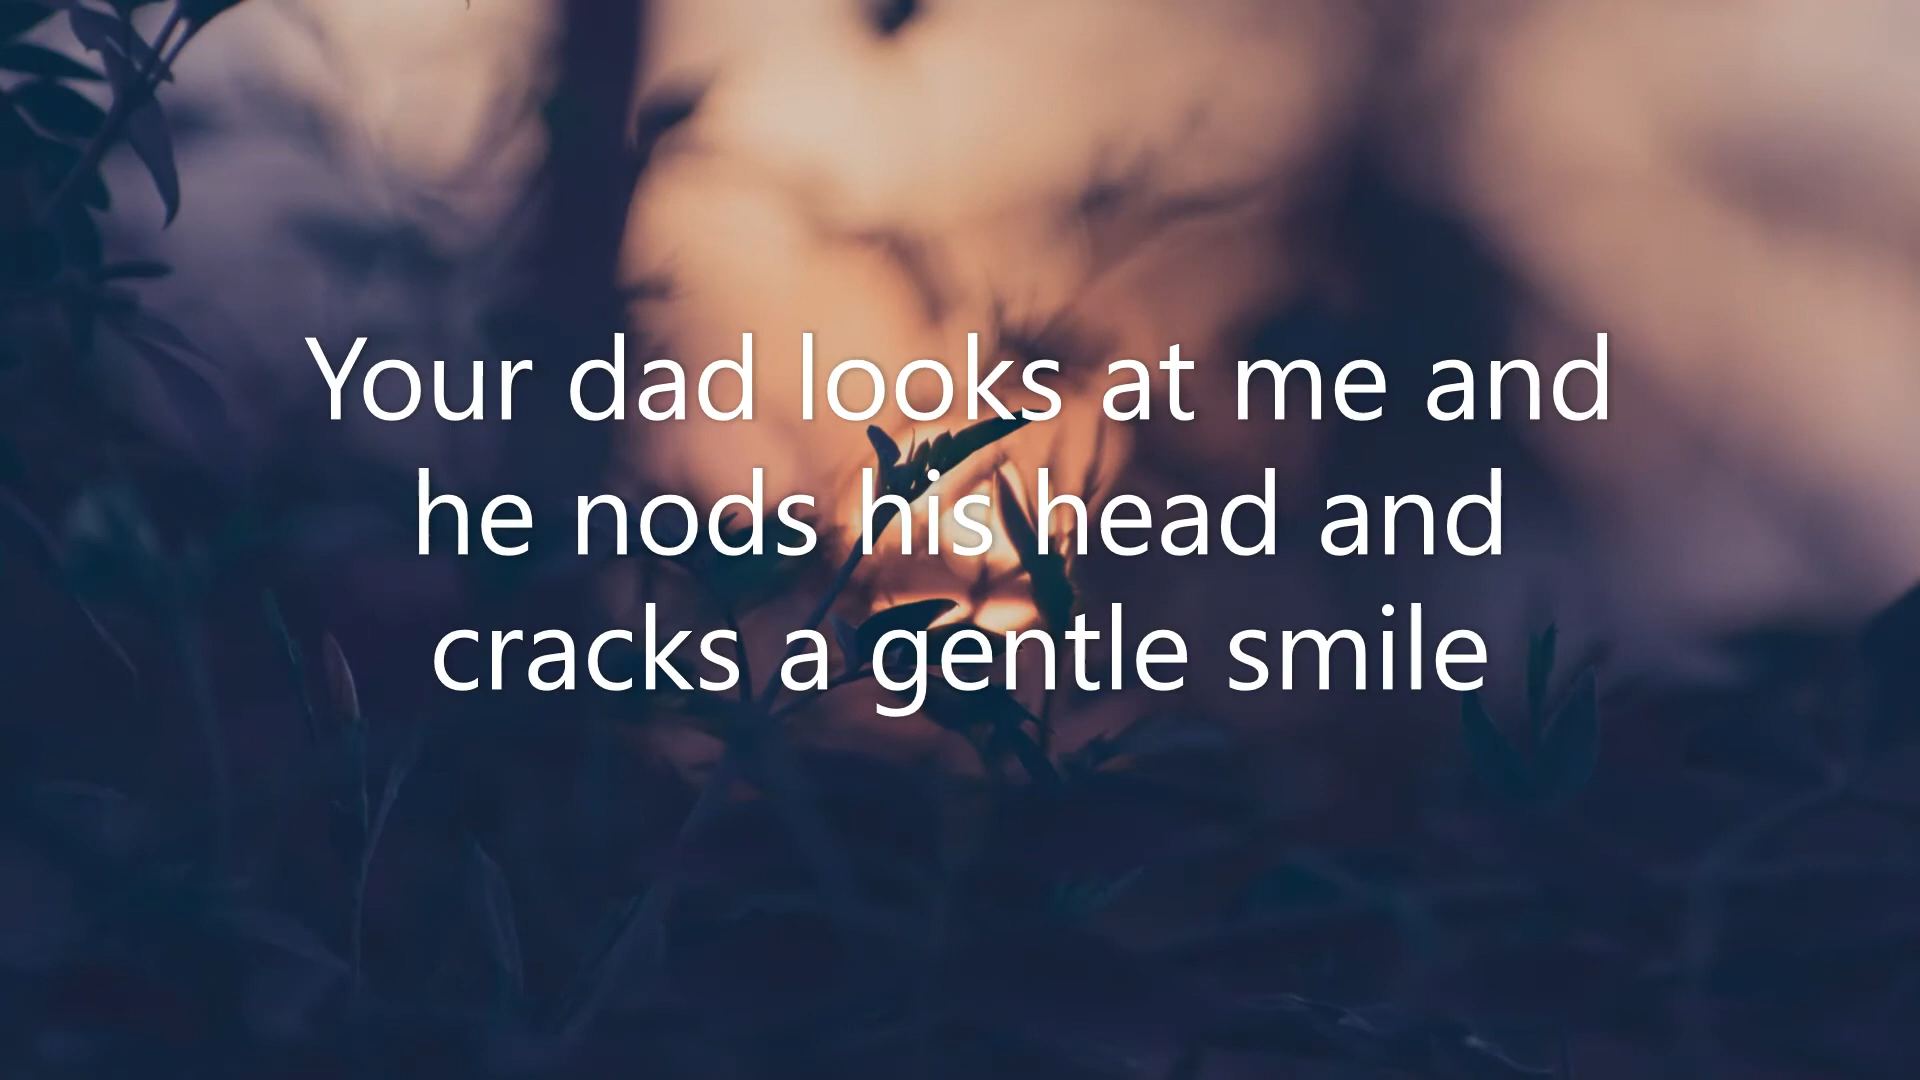 Your dad looks at me and
he nods his head and
cracks a gentle smile